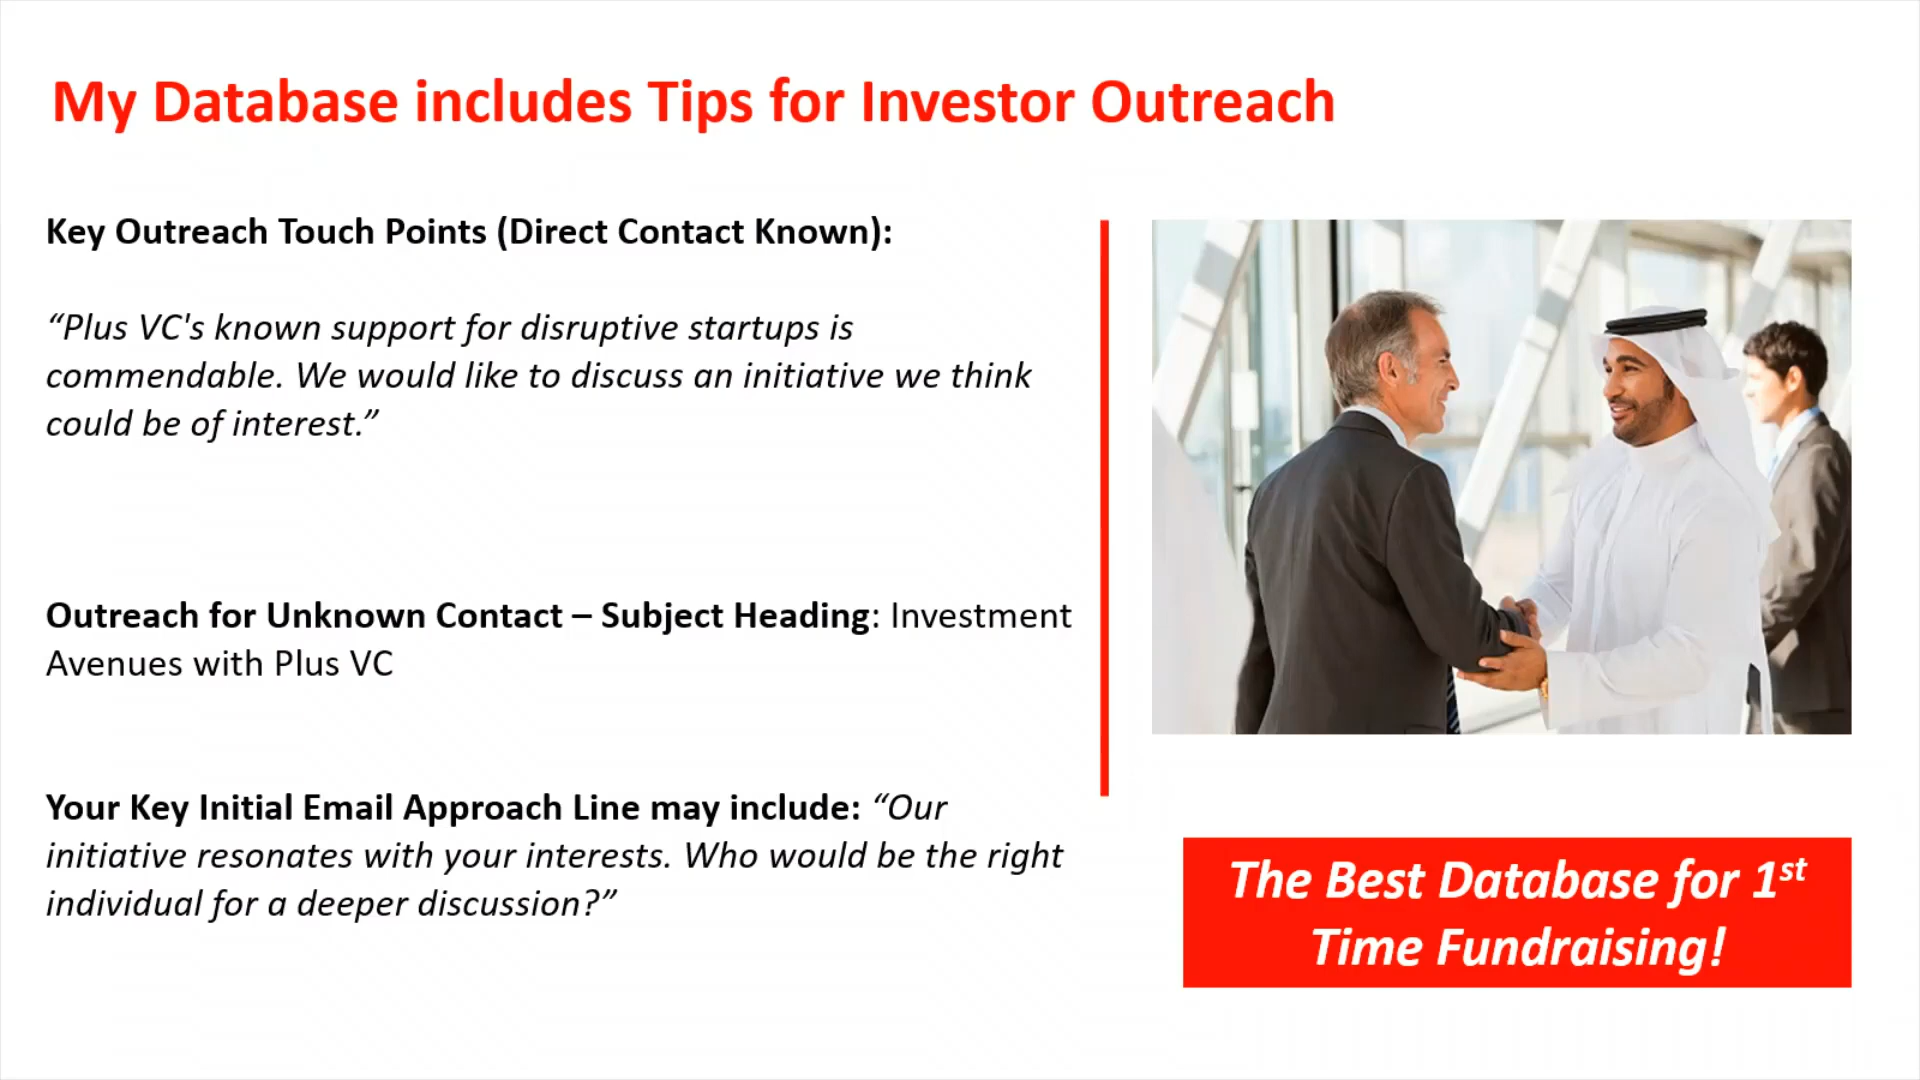 My Database includes Tips for Investor Outreach
Key Outreach Touch Points (Direct Contact Known):
“Plus VC's known support for disruptive startups is
commendable. We would like to discuss an initiative we think
could be of interest.”
Outreach for Unknown Contact – Subject Heading: Investment
Avenues with Plus VC
Your Key Initial Email Approach Line may include: “Our
initiative resonates with your interests. Who would be the right
individual for a deeper discussion?”
The Best Database for 1st
Time Fundraising!